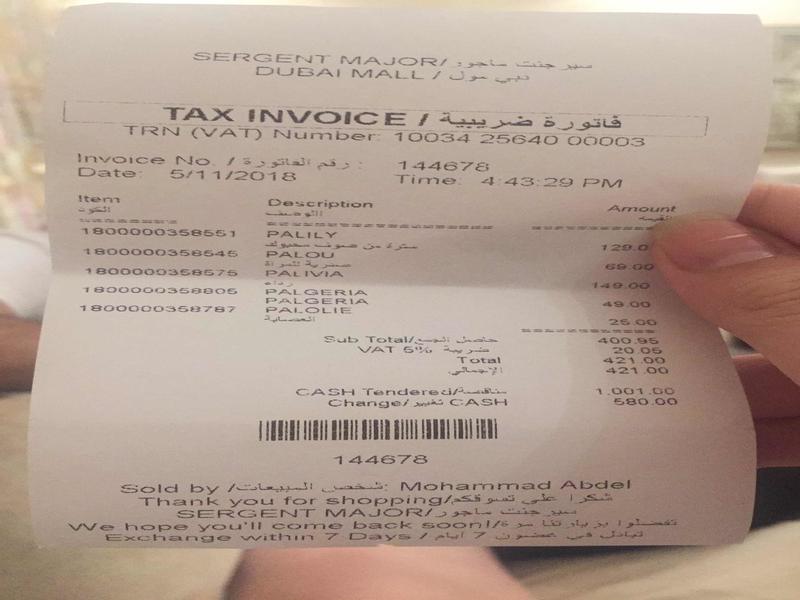 SERGENT MAJOR/ سيرجنت ماجور
DUBAI MALL / دبي مول
TAX INVOICE / فاتورة ضريبية
TRN (VAT) Number: 10034 25640 00003
Invoice No. / رقم الفاتورة : 144678
Date: 5/11/2018 Time: 4:43:29 PM
Item Description Amount
الكود الوصف القيمه
1800000358551 PALILY 129.0
سترة من صوف محبوك
1800000358545 PALOU 69.00
صدرية للمرأة
1800000358575 PALIVIA 149.00
رداء
1800000358805 PALGERIA 49.00
PALGERIA
1800000358787 PALOLIE 25.00
العصابة
Sub Total/حاصل الجمع 400.95
VAT 5% ضريبة 20.05
Total 421.00
الإجمالي 421.00
CASH Tendered/مناقصة 1,001.00
Change/ تغيير CASH 580.00
144678
Sold by /شخص المبيعات: Mohammad Abdel
Thank you for shopping/شكرا على تسوقكم
SERGENT MAJOR/سيرجنت ماجور
We hope you'll come back soon!/تفضلوا بزيارتنا مرة
Exchange within 7 Days / تبادل في غضون 7 أيام